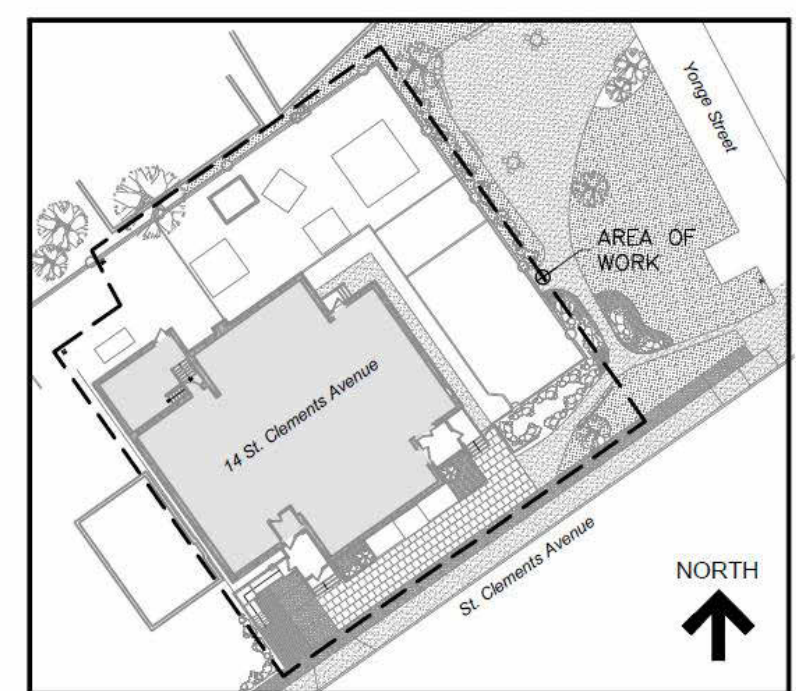 Yonge Street
AREA OF
WORK
14 St. Clements Avenue
St. Clements Avenue
NORTH